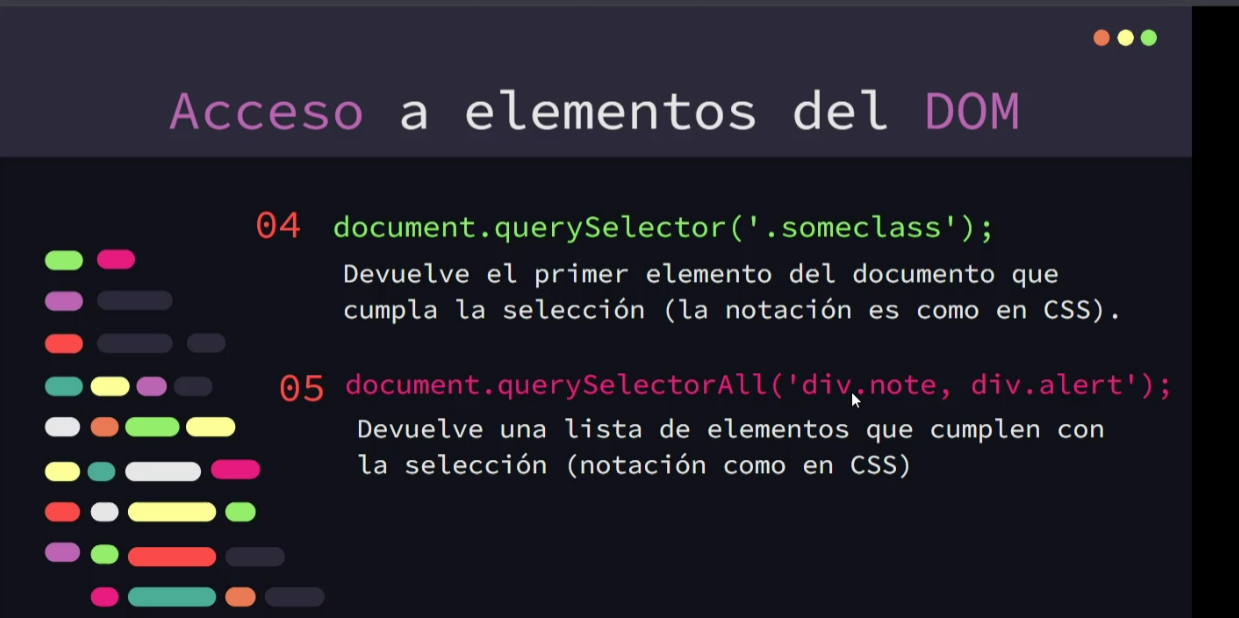 Acceso a elementos del DOM
04 document.querySelector('.someclass');
Devuelve el primer elemento del documento que
cumpla la selección (la notación es como en CSS).
05 document.querySelectorAll('div.note, div.alert');
Devuelve una lista de elementos que cumplen con
la selección (notación como en CSS)